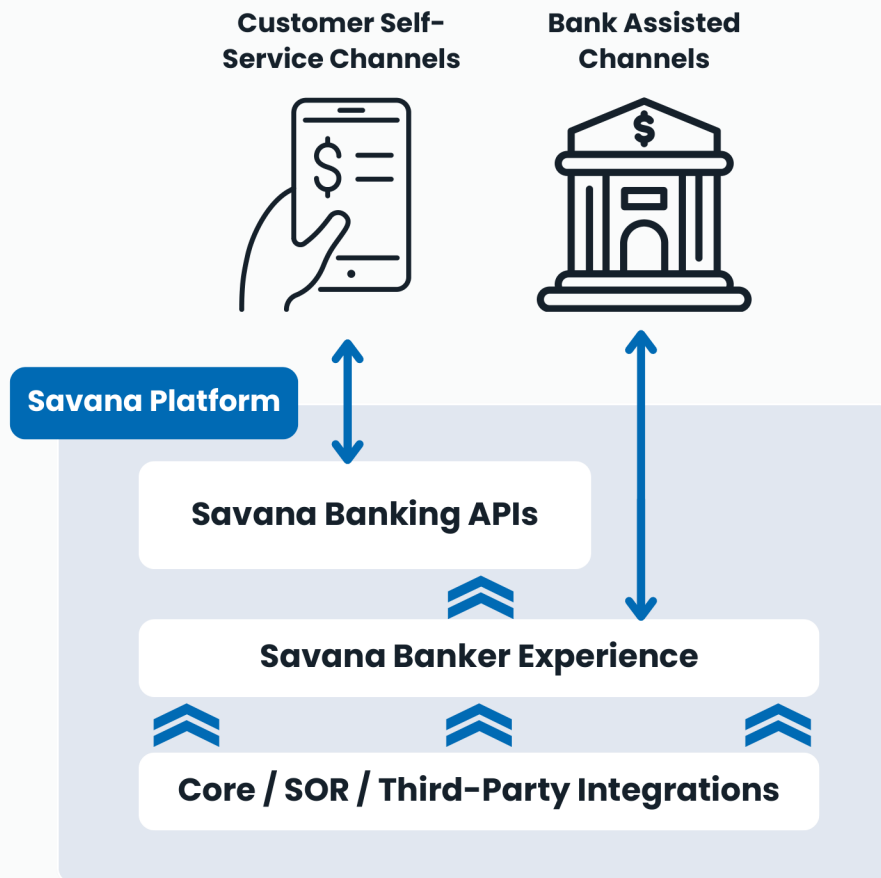 Customer Self-
Service Channels
Bank Assisted
Channels
$
$
Savana Platform
Savana Banking APIs
Savana Banker Experience
Core / SOR / Third-Party Integrations